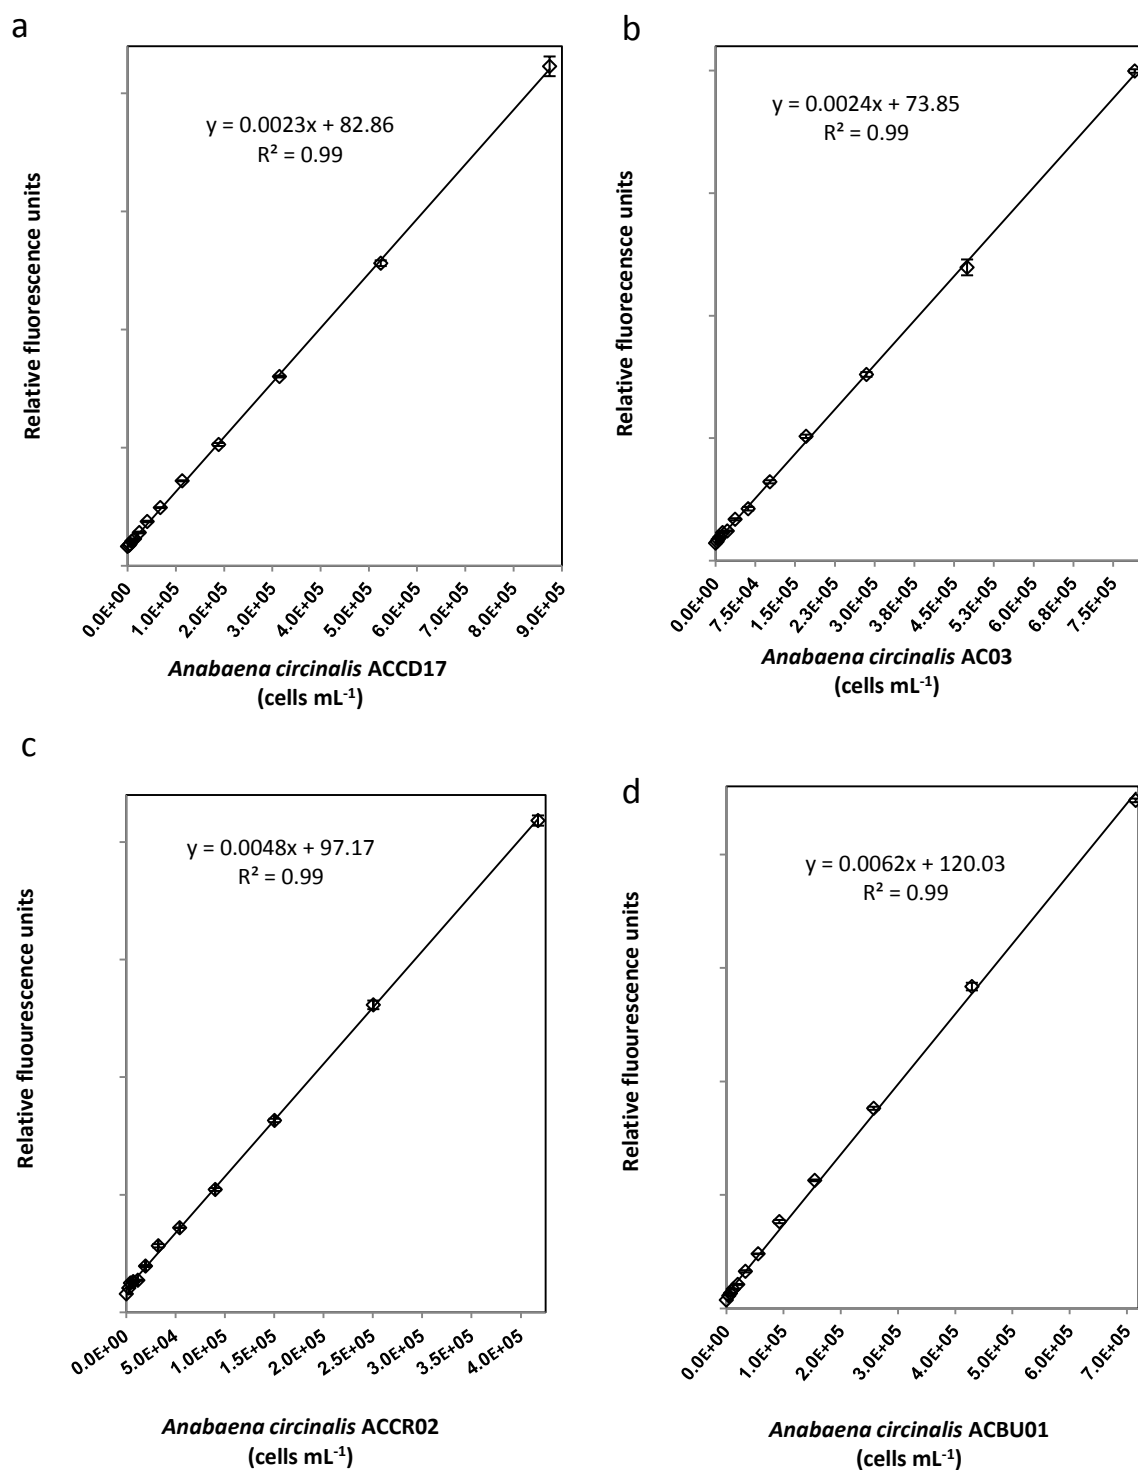 a
y = 0.0023x + 82.86
R² = 0.99
Relative fluorescence units
0.0E+00
1.0E+05
2.0E+05
3.0E+05
4.0E+05
5.0E+05
6.0E+05
7.0E+05
8.0E+05
9.0E+05
Anabaena circinalis ACCD17
(cells mL⁻¹)
b
y = 0.0024x + 73.85
R² = 0.99
Relative fluorecensce units
0.0E+00
7.5E+04
1.5E+05
2.3E+05
3.0E+05
3.8E+05
4.5E+05
5.3E+05
6.0E+05
6.8E+05
7.5E+05
Anabaena circinalis AC03
(cells mL⁻¹)
c
y = 0.0048x + 97.17
R² = 0.99
Relative fluourescence units
0.0E+00
5.0E+04
1.0E+05
1.5E+05
2.0E+05
2.5E+05
3.0E+05
3.5E+05
4.0E+05
Anabaena circinalis ACCR02
(cells mL⁻¹)
d
y = 0.0062x + 120.03
R² = 0.99
Relative fluorescence units
0.0E+00
1.0E+05
2.0E+05
3.0E+05
4.0E+05
5.0E+05
6.0E+05
7.0E+05
Anabaena circinalis ACBU01
(cells mL⁻¹)